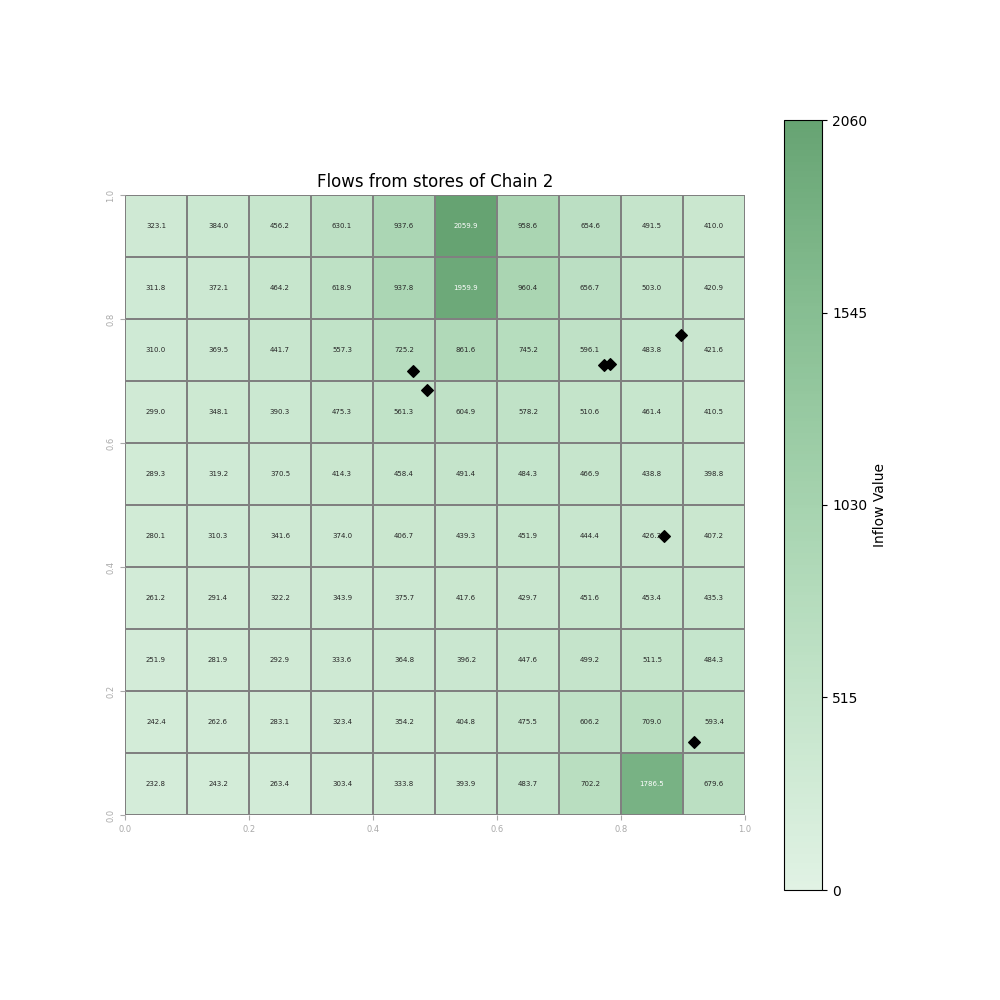 Flows from stores of Chain 2
323.1 384.0 456.2 630.1 937.6 2059.9 958.6 654.6 491.5 410.0
311.8 372.1 464.2 618.9 937.8 1959.9 960.4 656.7 503.0 420.9
310.0 369.5 441.7 557.3 725.2 861.6 745.2 596.1 483.8 421.6
299.0 348.1 390.3 475.3 561.3 604.9 578.2 510.6 461.4 410.5
289.3 319.2 370.5 414.3 458.4 491.4 484.3 466.9 438.8 398.8
280.1 310.3 341.6 374.0 406.7 439.3 451.9 444.4 407.2
261.2 291.4 322.2 343.9 375.7 417.6 429.7 451.6 453.4 435.3
251.9 281.9 292.9 333.6 364.8 396.2 447.6 499.2 511.5 484.3
242.4 262.6 283.1 323.4 354.2 404.8 475.5 606.2 709.0 593.4
232.8 243.2 263.4 303.4 333.8 393.9 483.7 702.2 1786.5 679.6
1.0
0.8
0.6
0.4
0.2
0.0
0.0 0.2 0.4 0.6 0.8 1.0
2060
1545
1030
515
0
Inflow Value